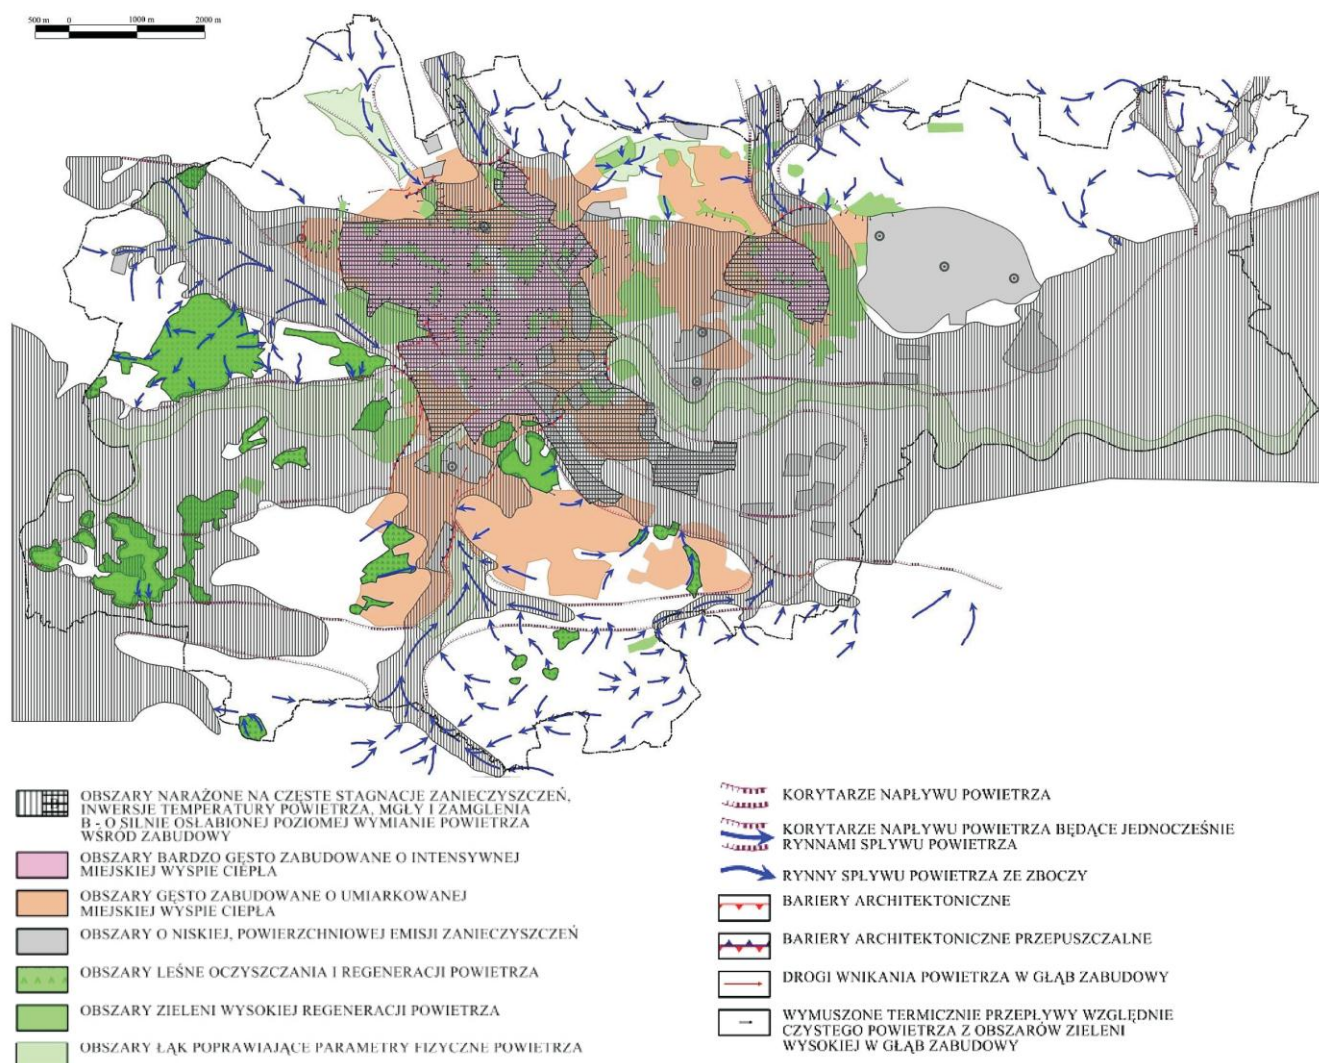 500 m 0 1000 m 2000 m
OBSZARY NARAŻONE NA CZĘSTE STAGNACJE ZANIECZYSZCZEŃ,
INWERSJE TEMPERATURY POWIETRZA, MGŁY I ZAMGLENIA
B - O SILNIE OSŁABIONEJ POZIOMEJ WYMIANIE POWIETRZA
WŚRÓD ZABUDOWY
OBSZARY BARDZO GĘSTO ZABUDOWANE O INTENSYWNEJ
MIEJSKIEJ WYSPIE CIEPŁA
OBSZARY GĘSTO ZABUDOWANE O UMIARKOWANEJ
MIEJSKIEJ WYSPIE CIEPŁA
OBSZARY O NISKIEJ, POWIERZCHNIOWEJ EMISJI ZANIECZYSZCZEŃ
OBSZARY LEŚNE OCZYSZCZANIA I REGENERACJI POWIETRZA
OBSZARY ZIELENI WYSOKIEJ REGENERACJI POWIETRZA
OBSZARY ŁĄK POPRAWIAJĄCE PARAMETRY FIZYCZNE POWIETRZA
KORYTARZE NAPŁYWU POWIETRZA
KORYTARZE NAPŁYWU POWIETRZA BĘDĄCE JEDNOCZEŚNIE
RYNNAMI SPŁYWU POWIETRZA
RYNNY SPŁYWU POWIETRZA ZE ZBOCZY
BARIERY ARCHITEKTONICZNE
BARIERY ARCHITEKTONICZNE PRZEPUSZCZALNE
DROGI WNIKANIA POWIETRZA W GŁĄB ZABUDOWY
WYMUSZONE TERMICZNIE PRZEPŁYWY WZGLĘDNIE
CZYSTEGO POWIETRZA Z OBSZARÓW ZIELENI
WYSOKIEJ W GŁĄB ZABUDOWY